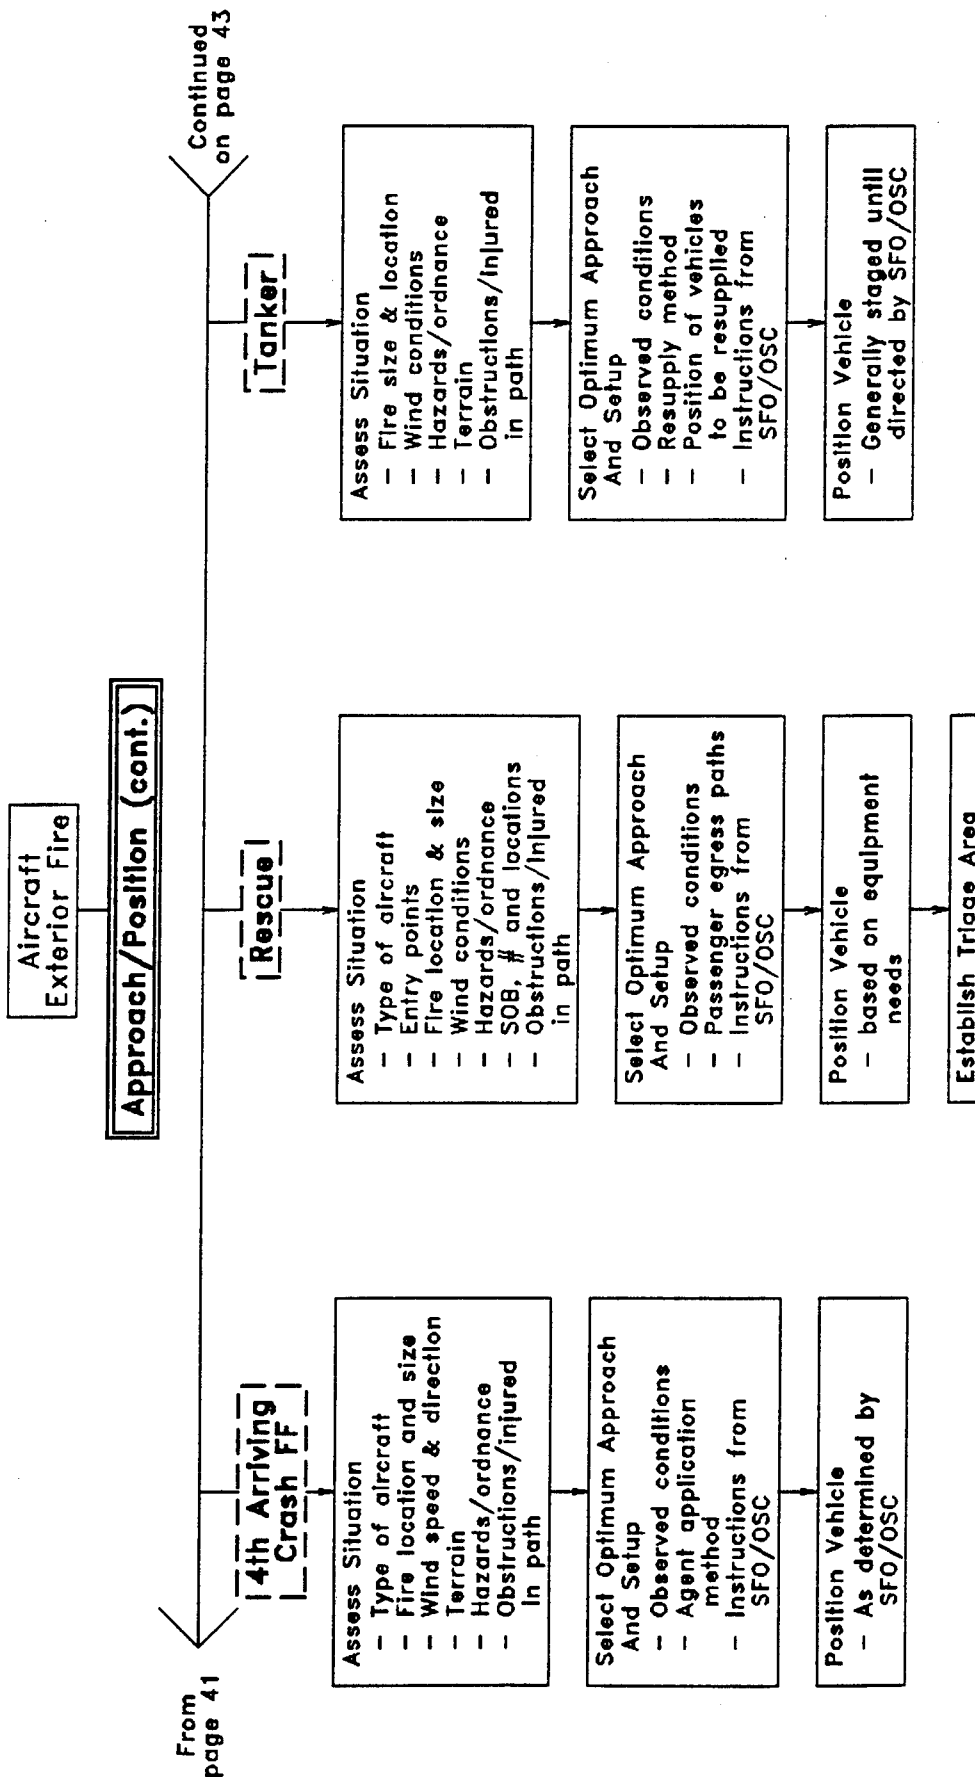 Aircraft
Exterior Fire
Approach/Position (cont.)
From
page 41
Continued
on page 43
4th Arriving
Crash FF
Assess Situation
- Type of aircraft
- Fire location and size
- Wind speed & direction
- Terrain
- Hazards/ordnance
- Obstructions/injured
in path
Select Optimum Approach
And Setup
- Observed conditions
- Agent application
method
- Instructions from
SFO/OSC
Position Vehicle
- As determined by
SFO/OSC
Rescue
Assess Situation
- Type of aircraft
- Entry points
- Fire location & size
- Wind conditions
- Hazards/ordnance
- SOB, # and locations
- Obstructions/injured
in path
Select Optimum Approach
And Setup
- Observed conditions
- Passenger egress paths
- Instructions from
SFO/OSC
Position Vehicle
- based on equipment
needs
Establish Triage Area
Tanker
Assess Situation
- Fire size & location
- Wind conditions
- Hazards/ordnance
- Terrain
- Obstructions/Injured
in path
Select Optimum Approach
And Setup
- Observed conditions
- Resupply method
- Position of vehicles
to be resupplied
- Instructions from
SFO/OSC
Position Vehicle
- Generally staged until
directed by SFO/OSC